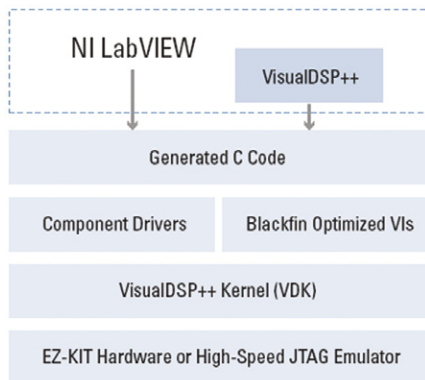 NI LabVIEW
VisualDSP++
Generated C Code
Component Drivers
Blackfin Optimized VIs
VisualDSP++ Kernel (VDK)
EZ-KIT Hardware or High-Speed JTAG Emulator